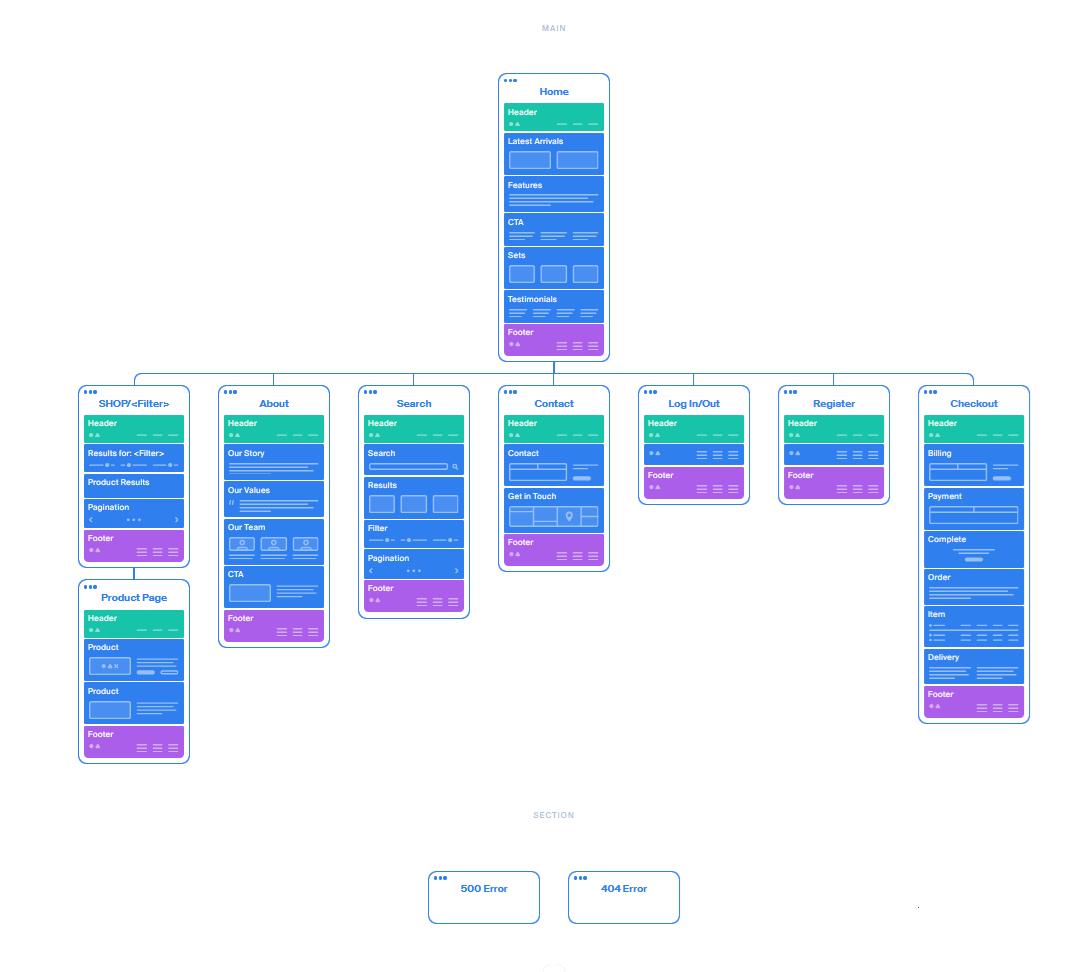 MAIN
Home
Header
Latest Arrivals
Features
CTA
Sets
Testimonials
Footer
SHOP/<Filter>
Header
Results for: <Filter>
Product Results
Pagination
Footer
Product Page
Header
Product
Product
Footer
About
Header
Our Story
Our Values
Our Team
CTA
Footer
Search
Header
Search
Results
Filter
Pagination
Footer
Contact
Header
Contact
Get in Touch
Footer
Log In/Out
Header
Footer
Register
Header
Footer
Checkout
Header
Billing
Payment
Complete
Order
Item
Delivery
Footer
SECTION
500 Error
404 Error